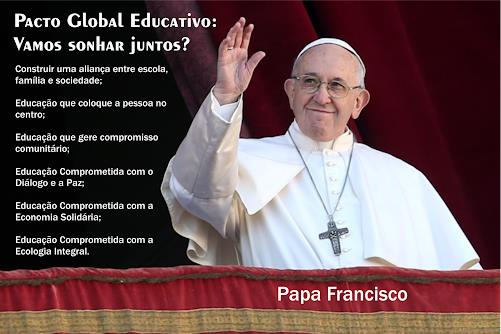 Pacto Global Educativo:
Vamos sonhar juntos?
Construir uma aliança entre escola,
família e sociedade;
Educação que coloque a pessoa no
centro;
Educação que gere compromisso
comunitário;
Educação Comprometida com o
Diálogo e a Paz;
Educação Comprometida com a
Economia Solidária;
Educação Comprometida com a
Ecologia Integral.
Papa Francisco